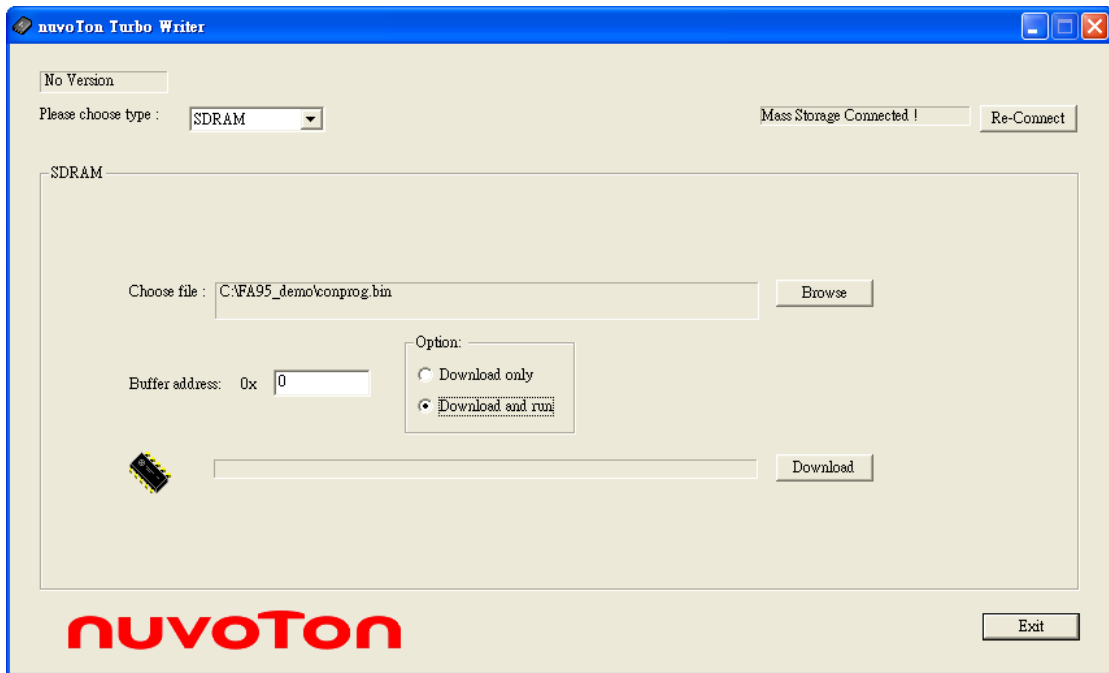 nuvoTon Turbo Writer
No Version
Please choose type : SDRAM Mass Storage Connected ! Re-Connect
SDRAM
Choose file : C:\FA95_demo\conprog.bin Browse
Option:
Download only
Buffer address: 0x 0
Download and run
Download
nuvoTon
Exit